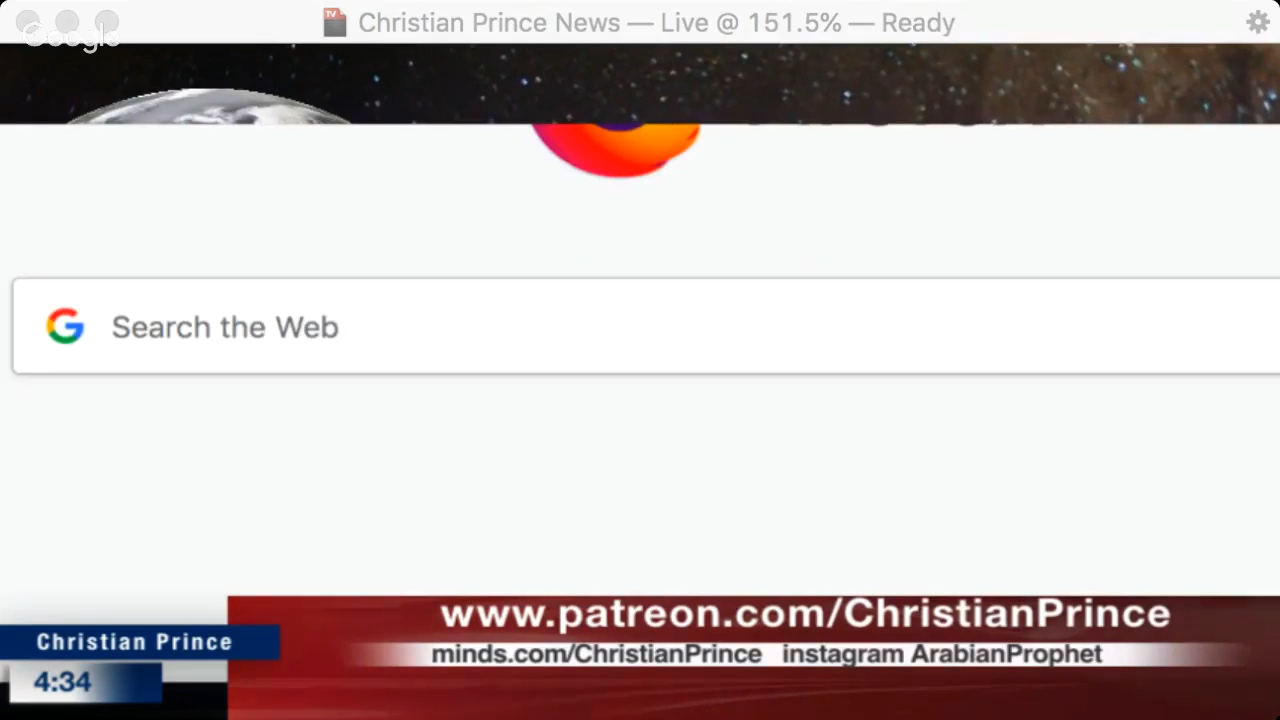 Christian Prince News — Live @ 151.5% — Ready
Google
Search the Web
www.patreon.com/ChristianPrince
Christian Prince
minds.com/ChristianPrince instagram ArabianProphet
4:34